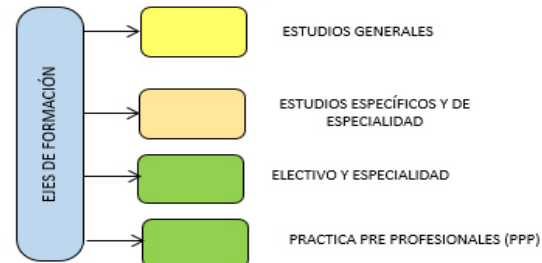 EJES DE FORMACIÓN
ESTUDIOS GENERALES
ESTUDIOS ESPECÍFICOS Y DE
ESPECIALIDAD
ELECTIVO Y ESPECIALIDAD
PRACTICA PRE PROFESIONALES (PPP)